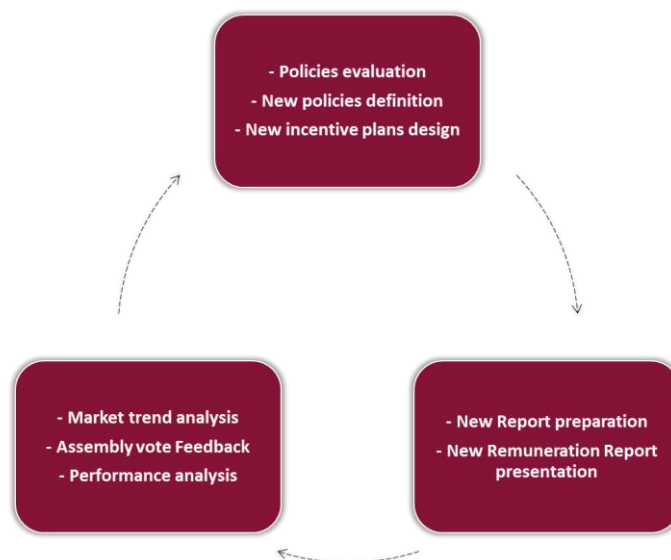 - Policies evaluation
- New policies definition
- New incentive plans design
- Market trend analysis
- Assembly vote Feedback
- Performance analysis
- New Report preparation
- New Remuneration Report
presentation